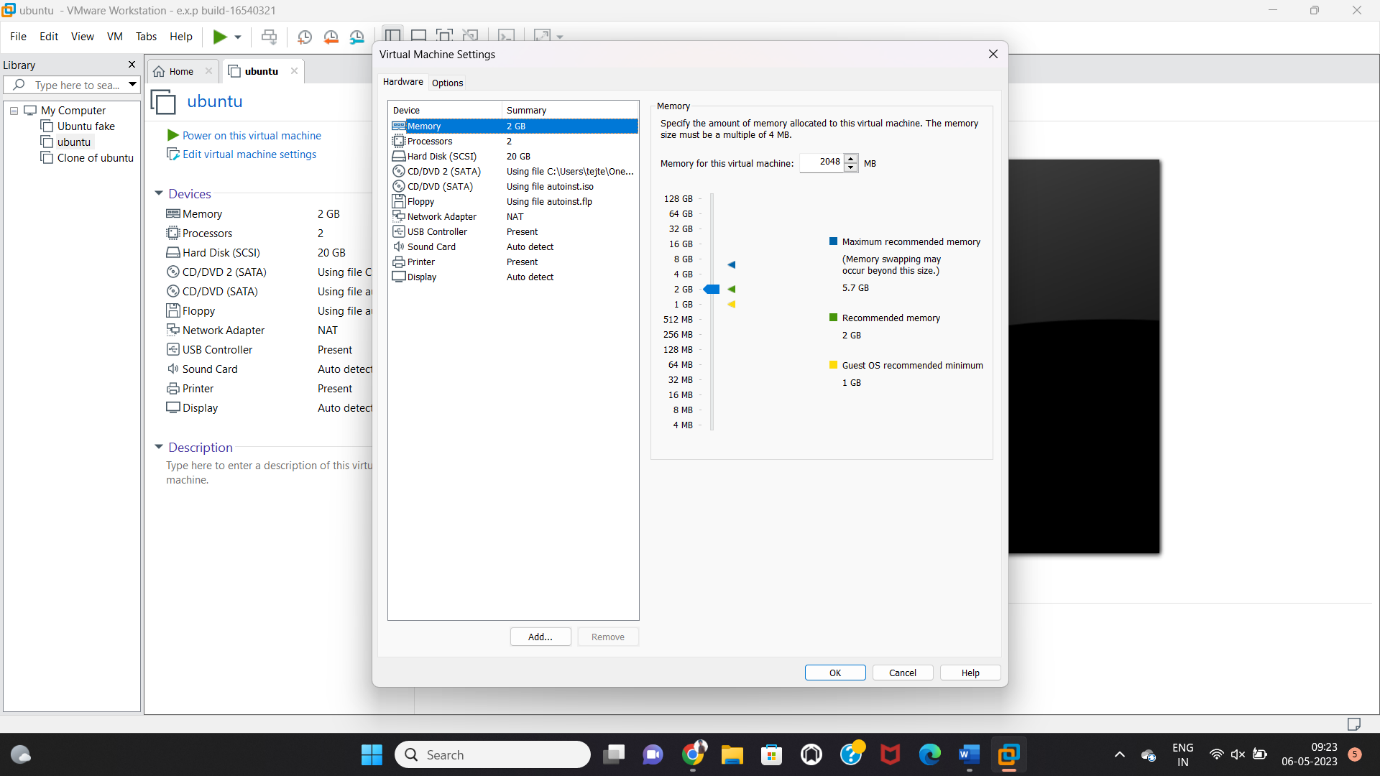 ubuntu - VMware Workstation - e.x.p build-16540321
File Edit View VM Tabs Help
Library
Type here to sea...
My Computer
Ubuntu fake
ubuntu
Clone of ubuntu
Home
ubuntu
ubuntu
Power on this virtual machine
Edit virtual machine settings
Devices
Memory 2 GB
Processors 2
Hard Disk (SCSI) 20 GB
CD/DVD 2 (SATA) Using file C
CD/DVD (SATA) Using file a
Floppy Using file a
Network Adapter NAT
USB Controller Present
Sound Card Auto detect
Printer Present
Display Auto detect
Description
Type here to enter a description of this virtu
machine.
Virtual Machine Settings
Hardware Options
Device Summary
Memory 2 GB
Processors 2
Hard Disk (SCSI) 20 GB
CD/DVD 2 (SATA) Using file C:\Users\tejte\One...
CD/DVD (SATA) Using file autoinst.iso
Floppy Using file autoinst.flp
Network Adapter NAT
USB Controller Present
Sound Card Auto detect
Printer Present
Display Auto detect
Add... Remove
Memory
Specify the amount of memory allocated to this virtual machine. The memory
size must be a multiple of 4 MB.
Memory for this virtual machine: 2048 MB
128 GB
64 GB
32 GB
16 GB
8 GB
4 GB
2 GB
1 GB
512 MB
256 MB
128 MB
64 MB
32 MB
16 MB
8 MB
4 MB
Maximum recommended memory
(Memory swapping may
occur beyond this size.)
5.7 GB
Recommended memory
2 GB
Guest OS recommended minimum
1 GB
OK Cancel Help
Search
ENG
IN
09:23
06-05-2023
5